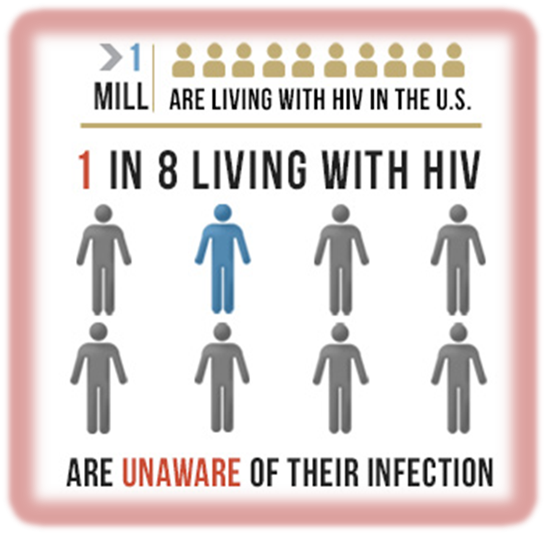 >1
MILL
ARE LIVING WITH HIV IN THE U.S.
1 IN 8 LIVING WITH HIV
ARE UNAWARE OF THEIR INFECTION